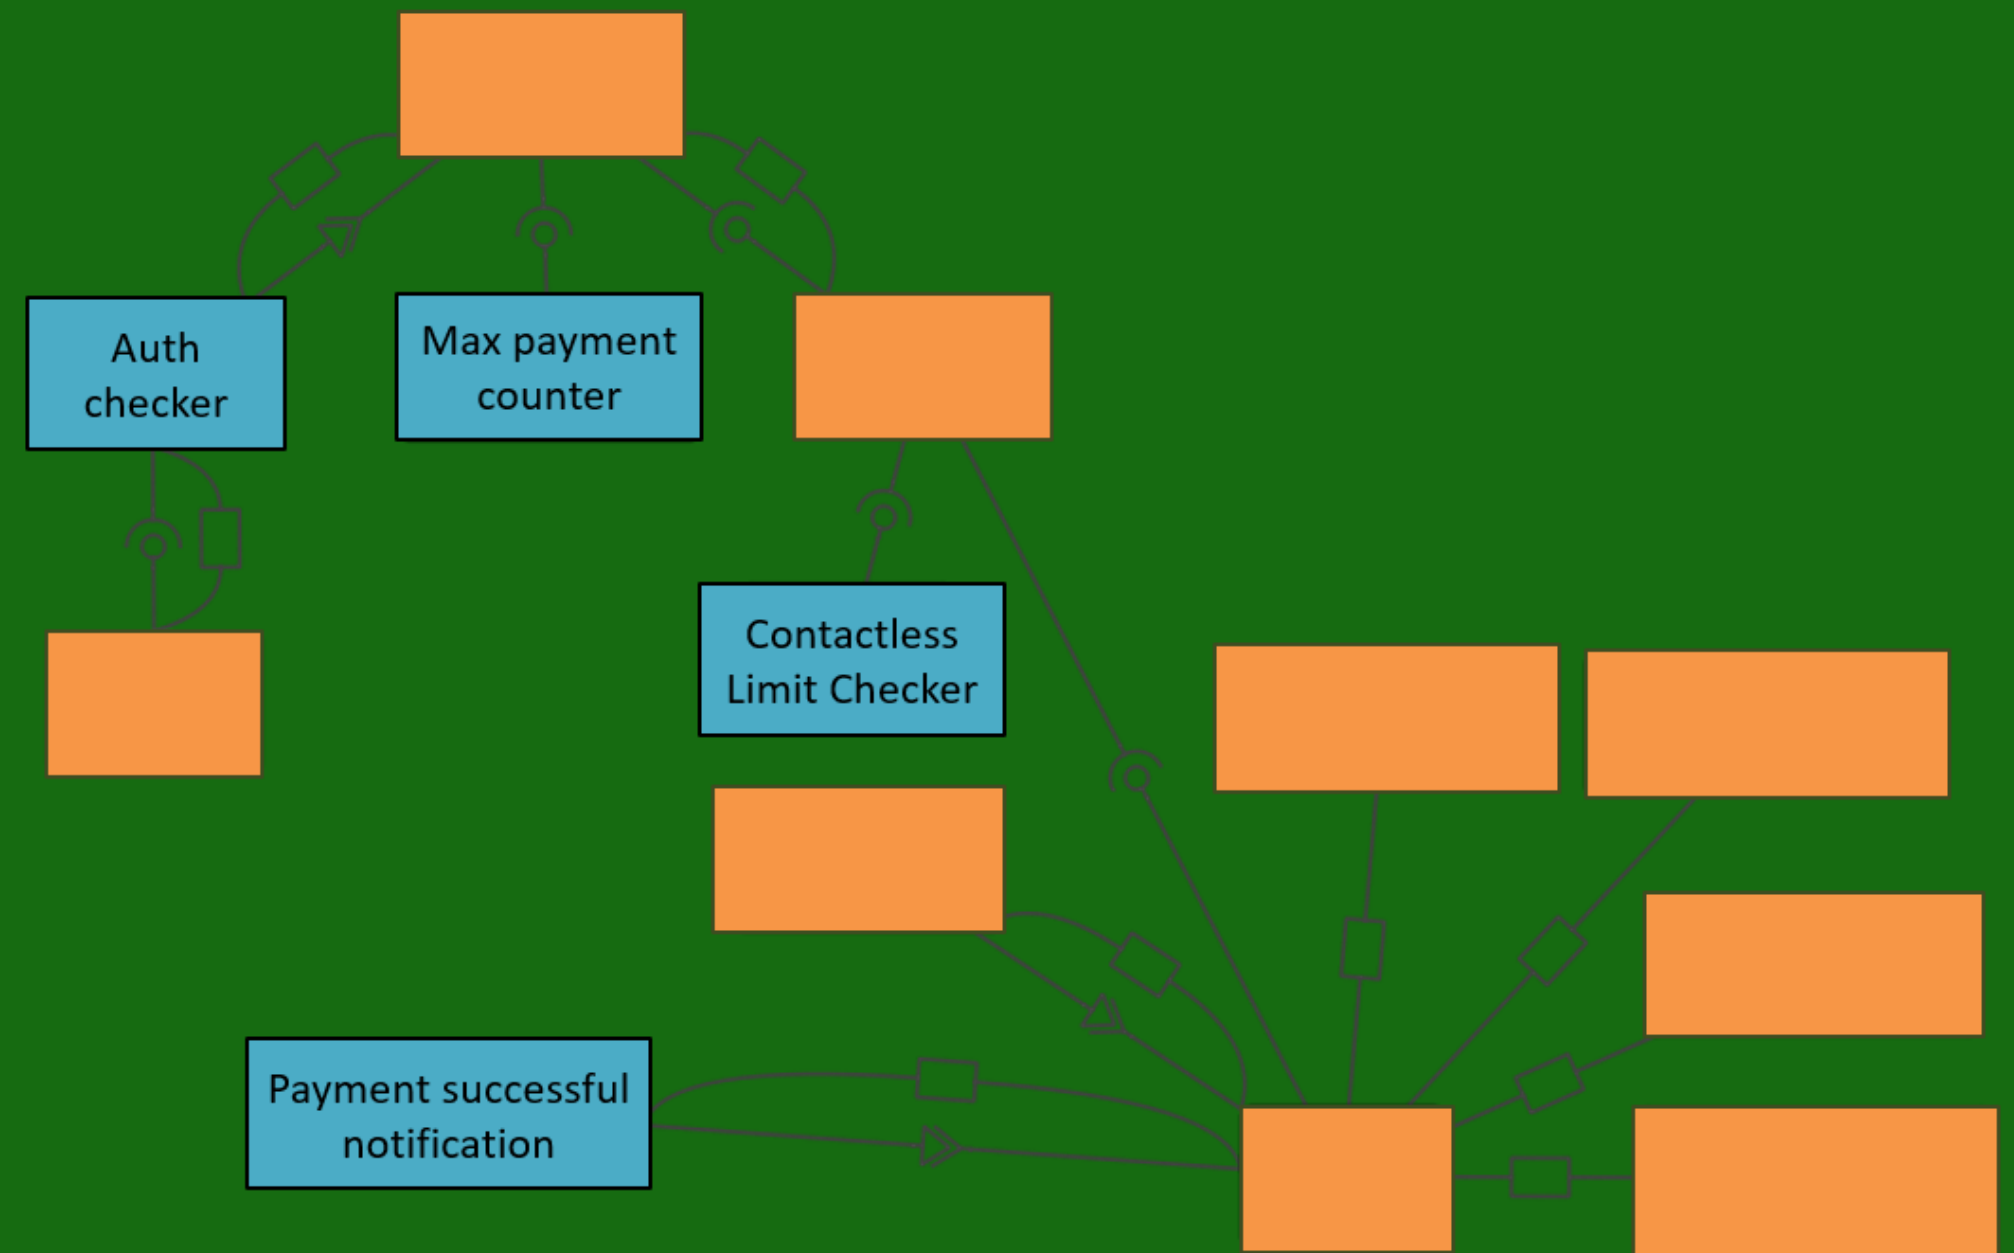 Auth
checker
Max payment
counter
Contactless
Limit Checker
Payment successful
notification